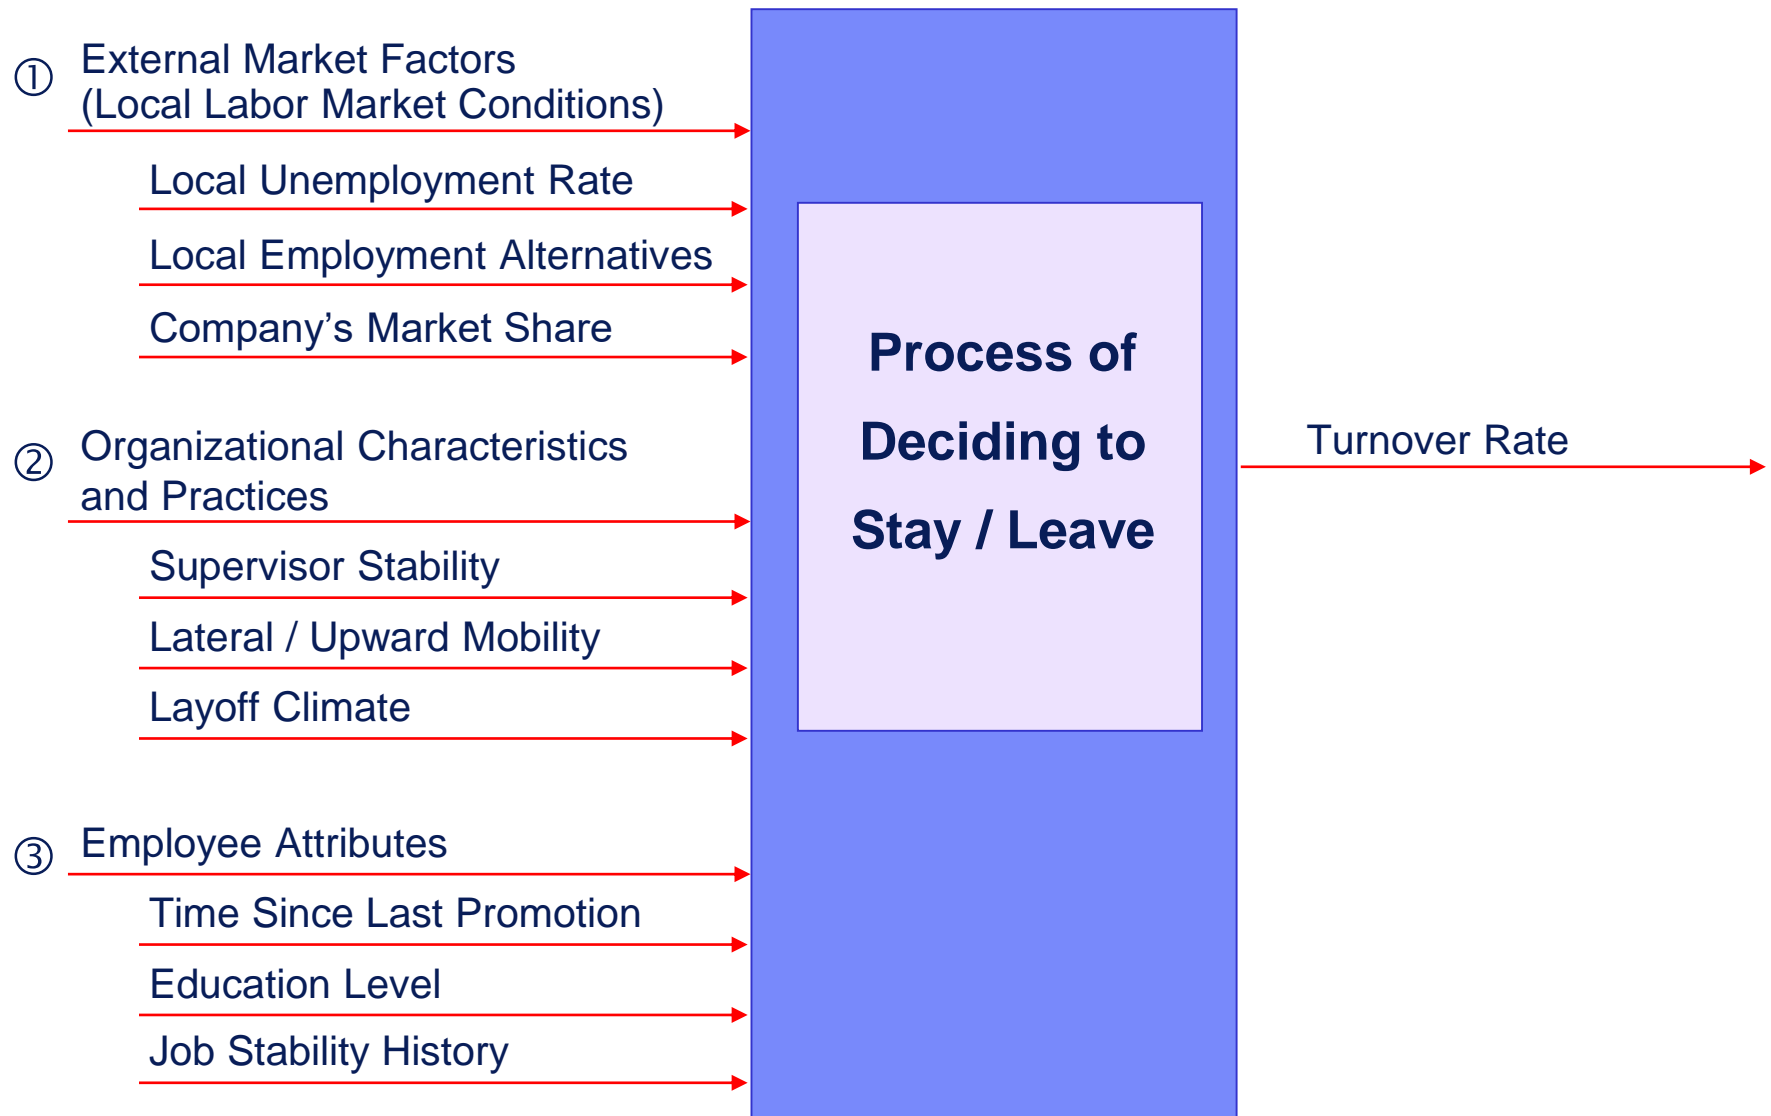 ①
External Market Factors
(Local Labor Market Conditions)
Local Unemployment Rate
Local Employment Alternatives
Company’s Market Share
②
Organizational Characteristics
and Practices
Supervisor Stability
Lateral / Upward Mobility
Layoff Climate
③
Employee Attributes
Time Since Last Promotion
Education Level
Job Stability History
Process of
Deciding to
Stay / Leave
Turnover Rate